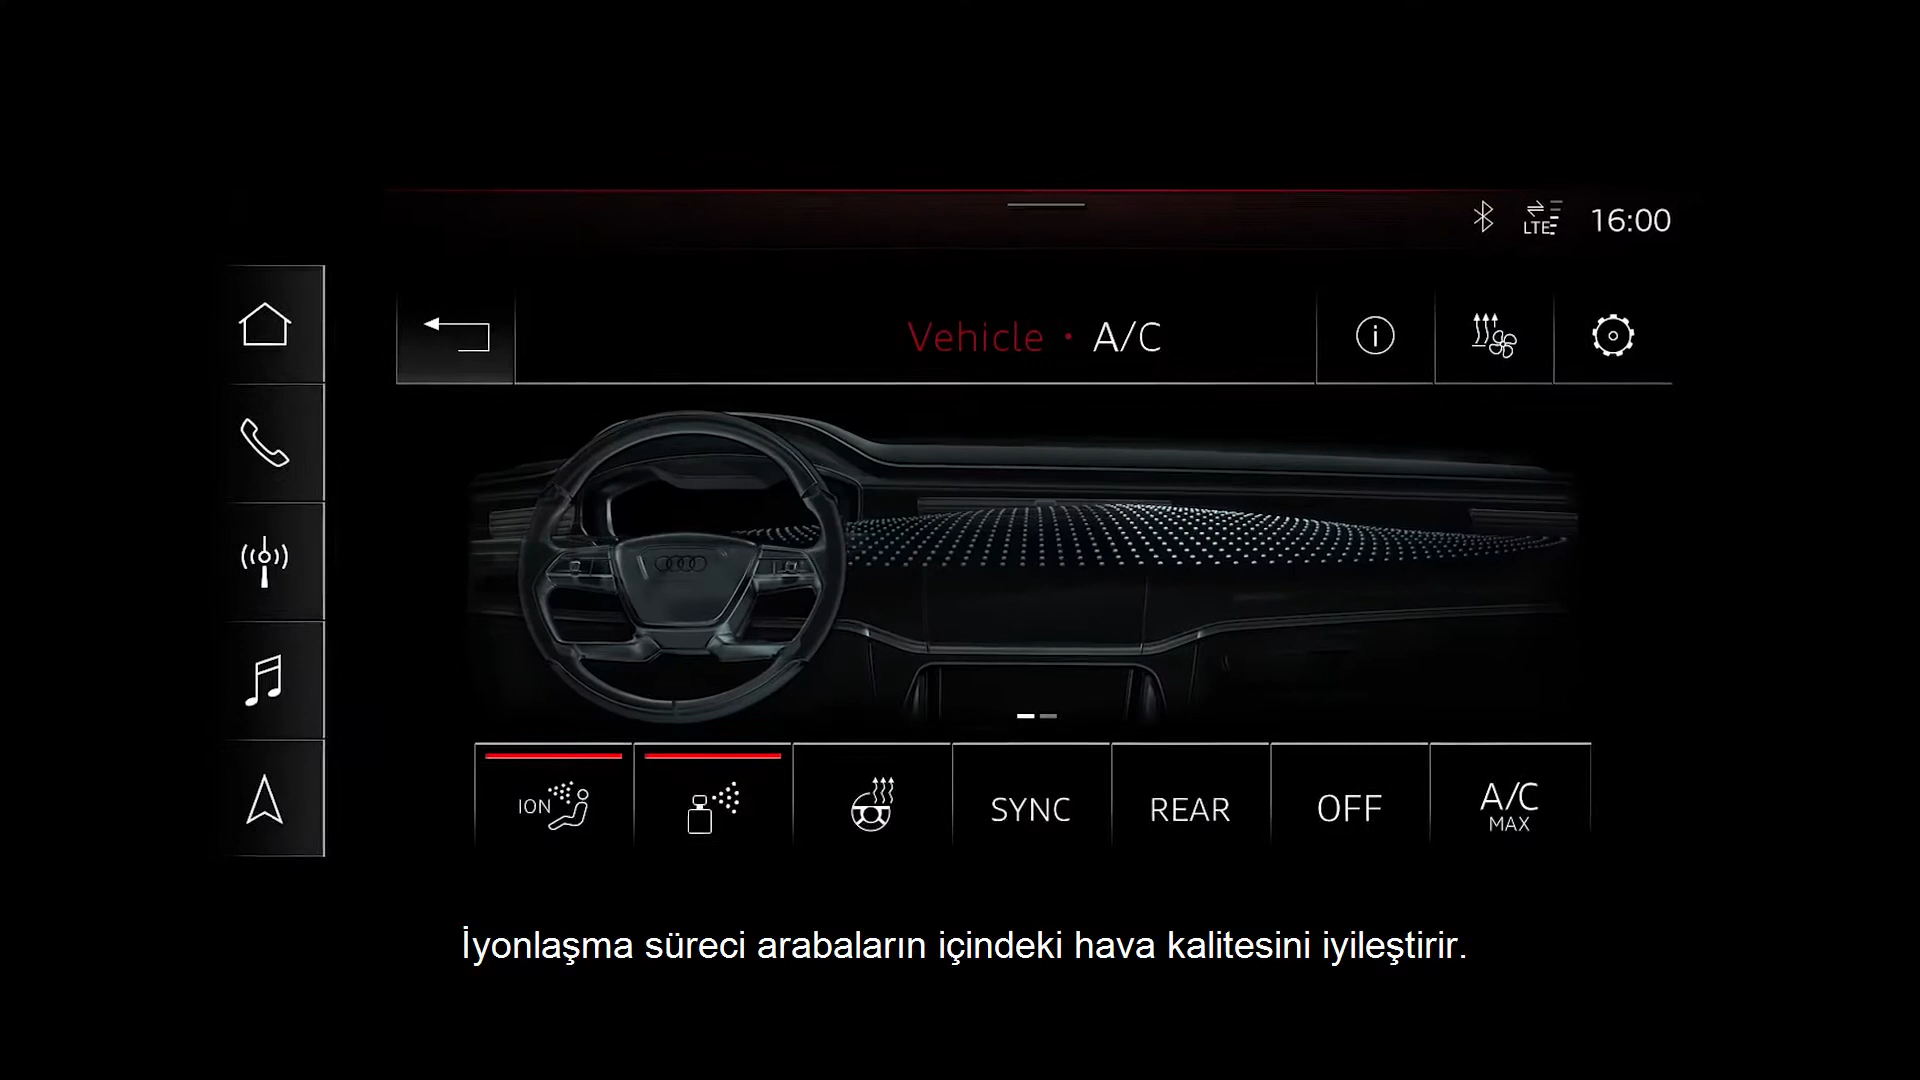 LTE 16:00
Vehicle • A/C
ION
SYNC
REAR
OFF
A/C
MAX
İyonlaşma süreci arabaların içindeki hava kalitesini iyileştirir.